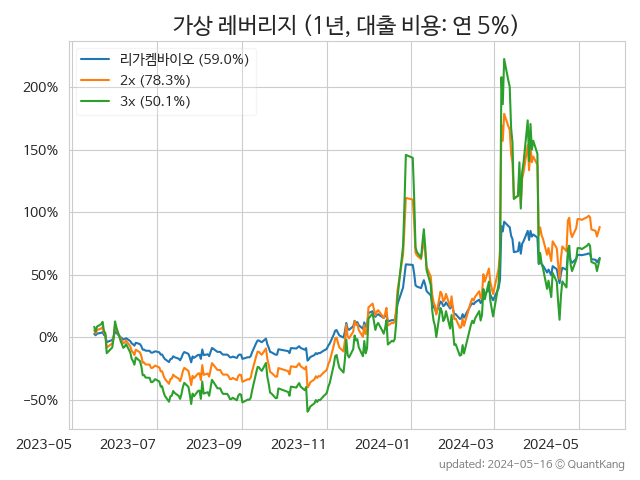 가상 레버리지 (1년, 대출 비용: 연 5%)
리가켐바이오 (59.0%)
2x (78.3%)
3x (50.1%)
200%
150%
100%
50%
0%
−50%
2023-05 2023-07 2023-09 2023-11 2024-01 2024-03 2024-05
updated: 2024-05-16 © QuantKang